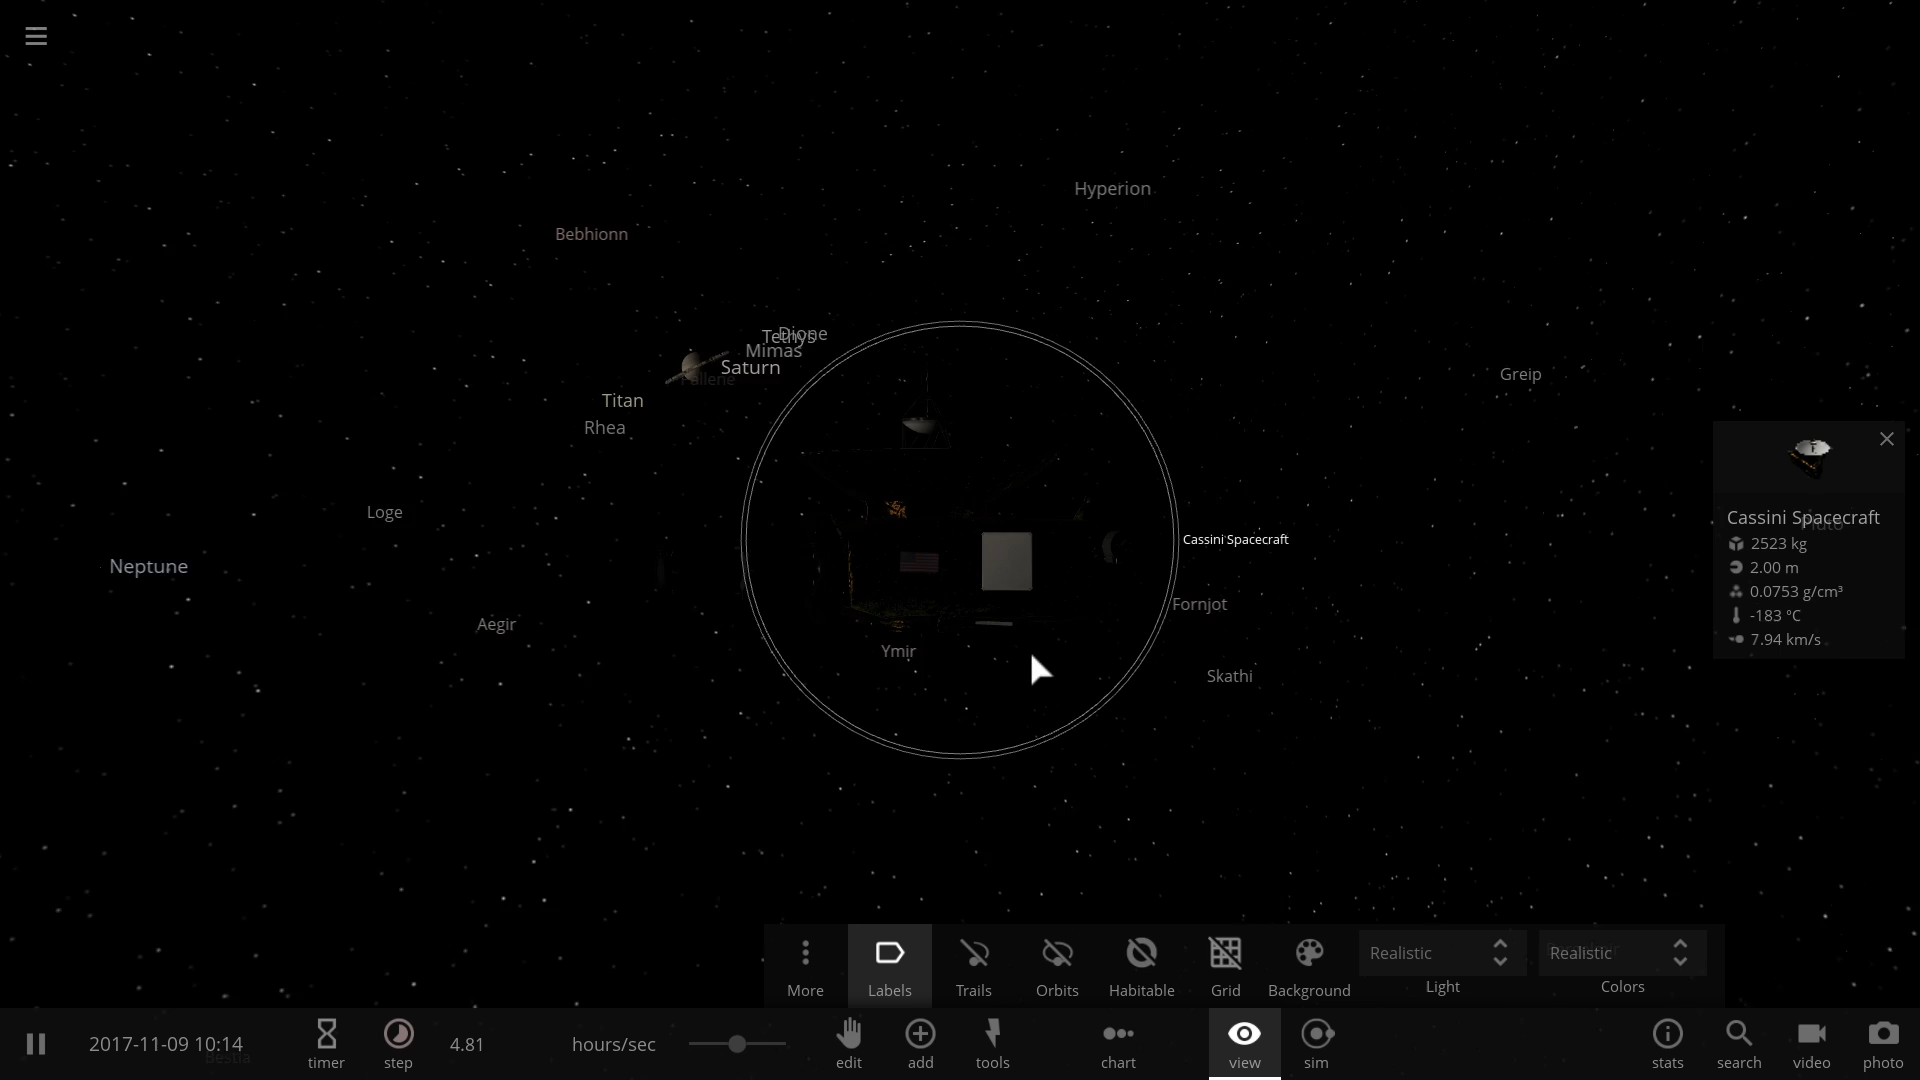 Hyperion
Bebhionn
Dione
Tethys
Mimas
Saturn
Pallene
Greip
Titan
Rhea
Loge
Cassini Spacecraft
Pluto
2523 kg
2.00 m
0.0753 g/cm³
-183 °C
7.94 km/s
Cassini Spacecraft
Neptune
Fornjot
Aegir
Ymir
Skathi
Realistic
Realistic
More
Labels
Trails
Orbits
Habitable
Grid
Background
Light
Colors
2017-11-09 10:14
Bestla
timer
step
4.81
hours/sec
edit
add
tools
chart
view
sim
stats
search
video
photo